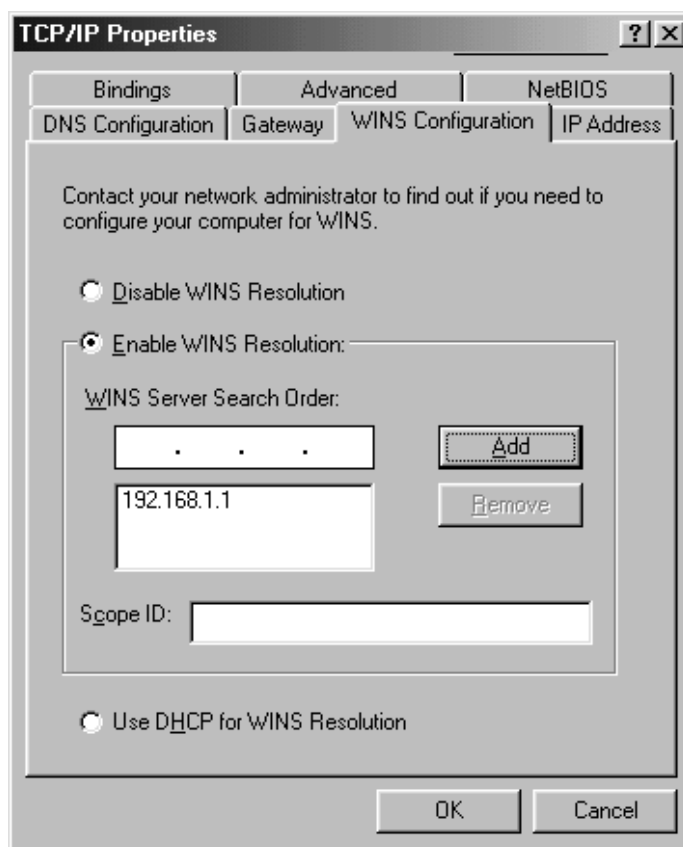 TCP/IP Properties
Bindings
Advanced
NetBIOS
DNS Configuration
Gateway
WINS Configuration
IP Address
Contact your network administrator to find out if you need to
configure your computer for WINS.
Disable WINS Resolution
Enable WINS Resolution:
WINS Server Search Order:
. . .
Add
192.168.1.1
Remove
Scope ID:
Use DHCP for WINS Resolution
OK
Cancel